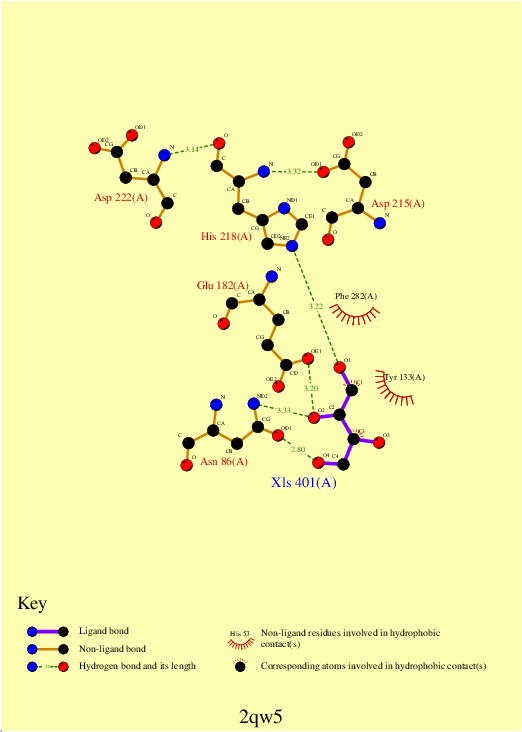 OD2
OD1
CG
N
3.14
O
OD2
CB
CA
C
N
3.32
OD1
CG
Asp 222(A)
C
CA
CB
O
CB
ND1
CA
Asp 215(A)
CG
CE1
C
N
His 218(A)
CD2
NE2
O
N
Glu 182(A)
C
CA
Phe 282(A)
3.22
O
CB
CG
OE1
O1
CD
C1
Tyr 133(A)
OE2
3.20
N
ND2
3.33
O2
C2
CA
CG
C
OD1
C3
O3
CB
2.80
O
Asn 86(A)
O4
C4
Xls 401(A)
Key
Ligand bond
His 53
Non-ligand residues involved in hydrophobic
contact(s)
Non-ligand bond
Hydrogen bond and its length
Corresponding atoms involved in hydrophobic contact(s)
2qw5